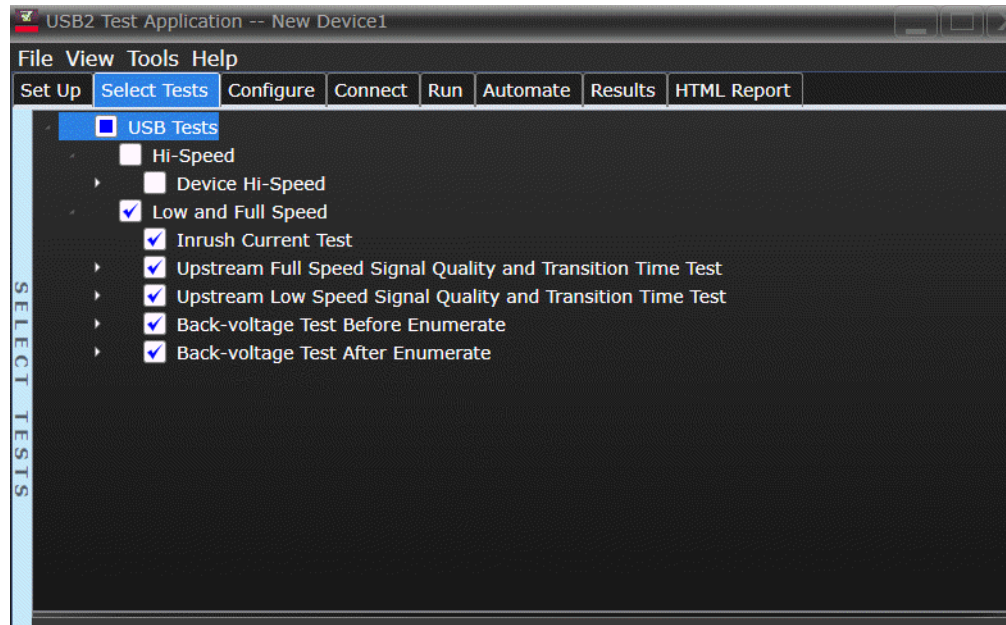 USB2 Test Application -- New Device1
File View Tools Help
Set Up Select Tests Configure Connect Run Automate Results HTML Report
USB Tests
Hi-Speed
Device Hi-Speed
Low and Full Speed
Inrush Current Test
Upstream Full Speed Signal Quality and Transition Time Test
Upstream Low Speed Signal Quality and Transition Time Test
Back-voltage Test Before Enumerate
Back-voltage Test After Enumerate
SELECT TESTS